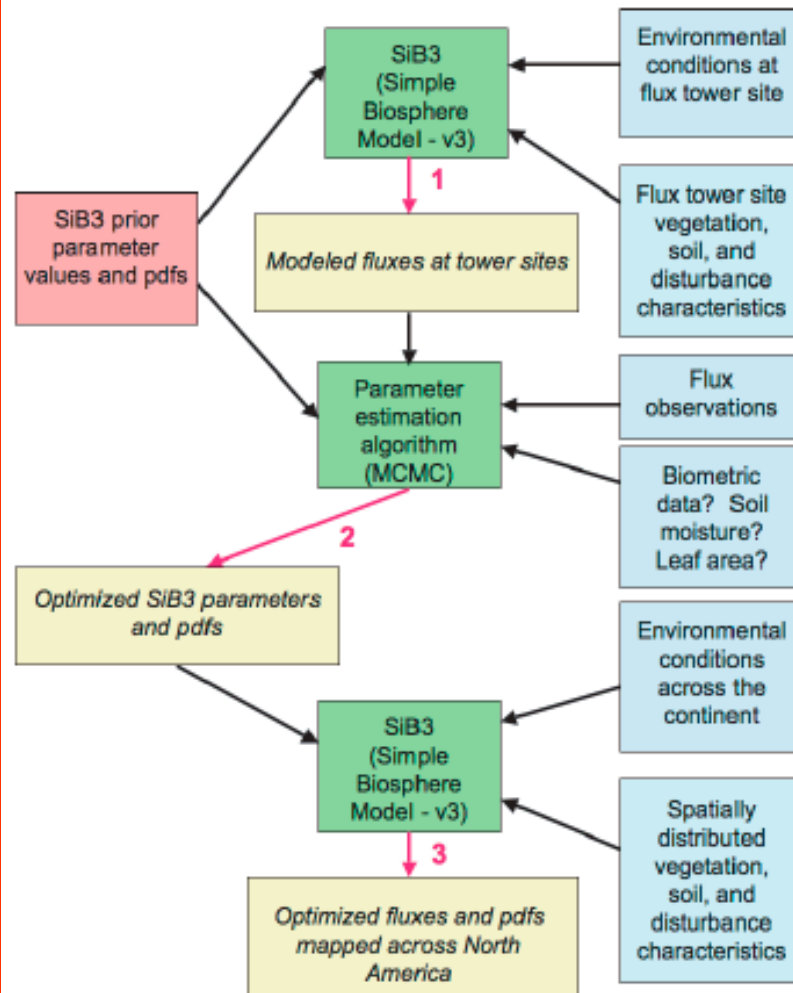 SiB3
(Simple
Biosphere
Model - v3)
Environmental
conditions at
flux tower site
1
SiB3 prior
parameter
values and pdfs
Modeled fluxes at tower sites
Flux tower site
vegetation,
soil, and
disturbance
characteristics
Parameter
estimation
algorithm
(MCMC)
Flux
observations
Biometric
data? Soil
moisture?
Leaf area?
2
Optimized SiB3 parameters
and pdfs
Environmental
conditions
across the
continent
SiB3
(Simple
Biosphere
Model - v3)
3
Spatially
distributed
vegetation,
soil, and
disturbance
characteristics
Optimized fluxes and pdfs
mapped across North
America